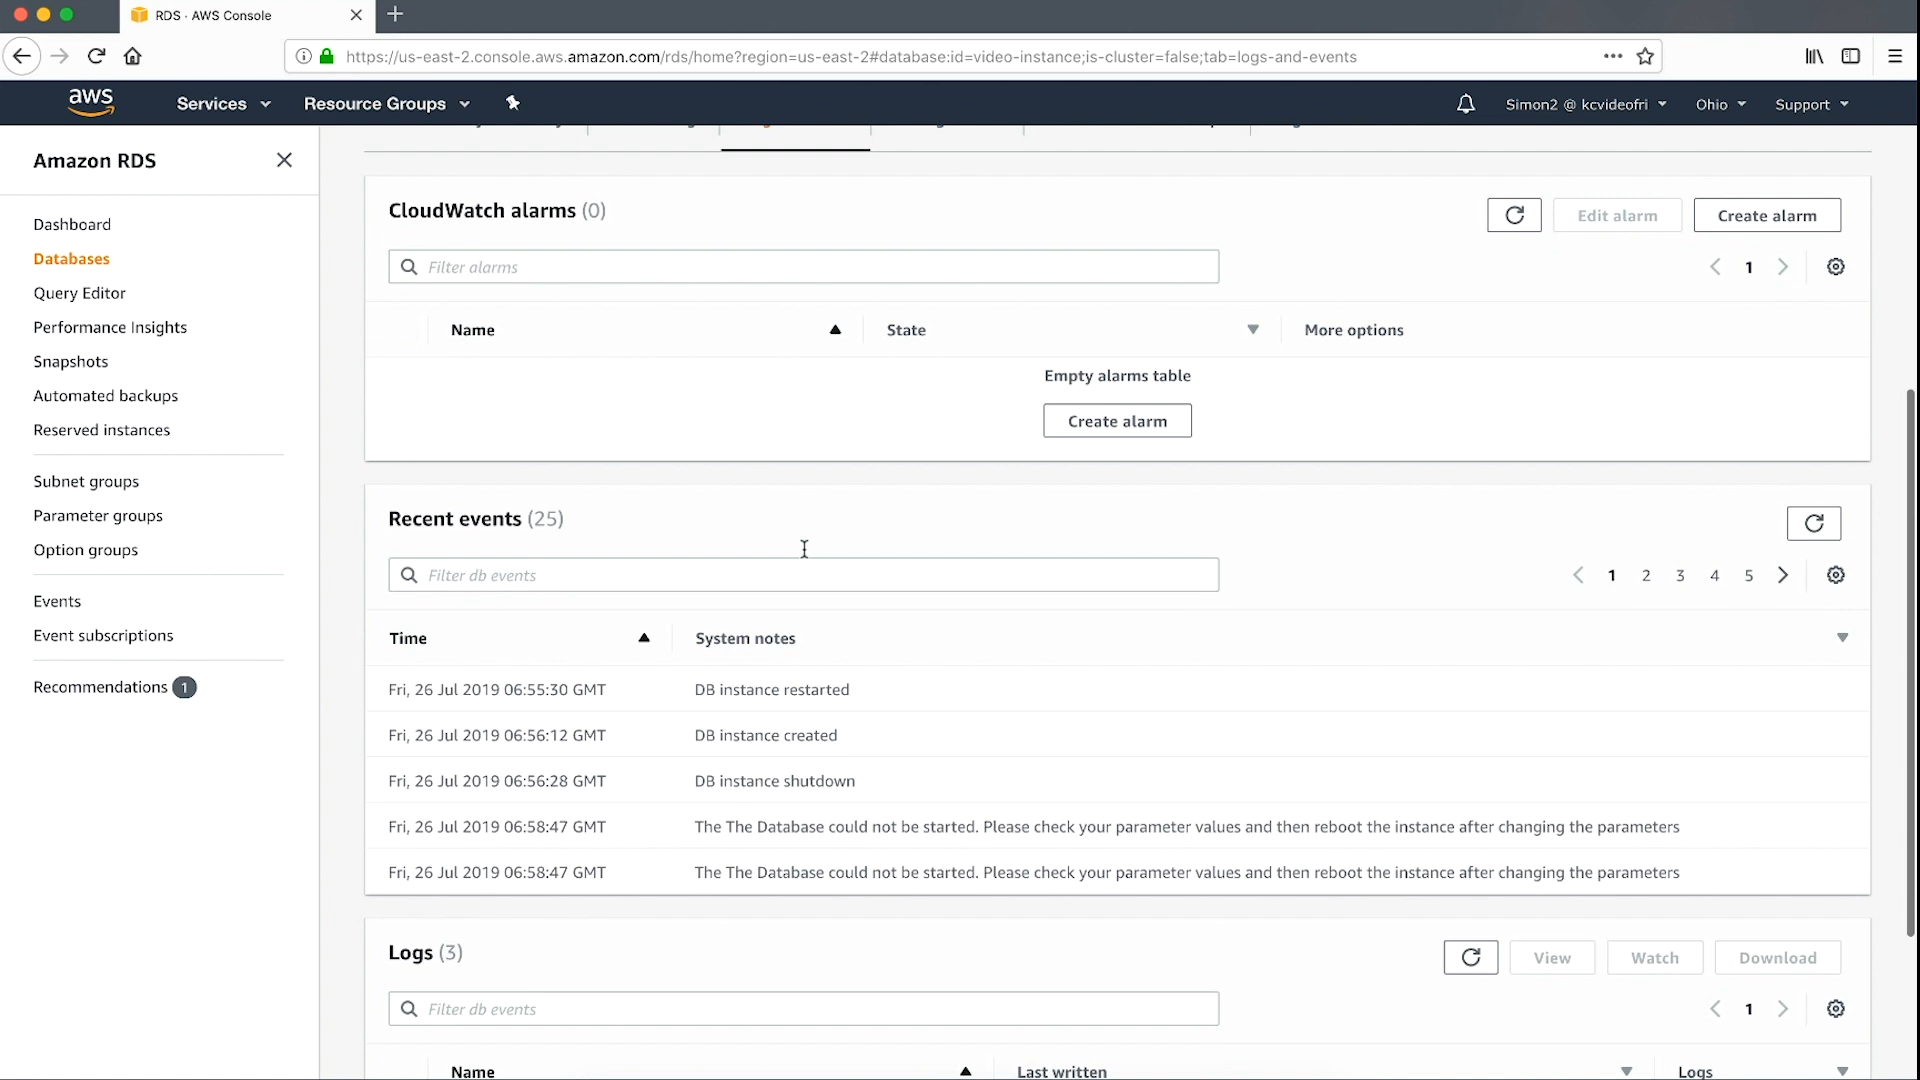 RDS · AWS Console
https://us-east-2.console.aws.amazon.com/rds/home?region=us-east-2#database:id=video-instance;is-cluster=false;tab=logs-and-events
aws
Services
Resource Groups
Simon2 @ kcvideofri
Ohio
Support
Amazon RDS
Dashboard
Databases
Query Editor
Performance Insights
Snapshots
Automated backups
Reserved instances
Subnet groups
Parameter groups
Option groups
Events
Event subscriptions
Recommendations 1
CloudWatch alarms (0)
Edit alarm
Create alarm
Filter alarms
1
Name
State
More options
Empty alarms table
Create alarm
Recent events (25)
Filter db events
1 2 3 4 5
Time
System notes
Fri, 26 Jul 2019 06:55:30 GMT DB instance restarted
Fri, 26 Jul 2019 06:56:12 GMT DB instance created
Fri, 26 Jul 2019 06:56:28 GMT DB instance shutdown
Fri, 26 Jul 2019 06:58:47 GMT The The Database could not be started. Please check your parameter values and then reboot the instance after changing the parameters
Fri, 26 Jul 2019 06:58:47 GMT The The Database could not be started. Please check your parameter values and then reboot the instance after changing the parameters
Logs (3)
View
Watch
Download
Filter db events
1
Name
Last written
Logs